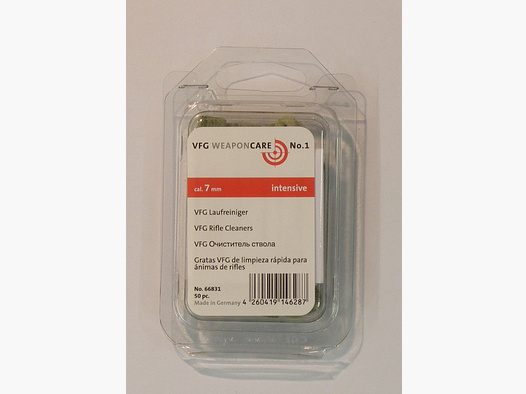 VFG WEAPONCARE No.1
cal. 7 mm intensive
VFG Laufreiniger
VFG Rifle Cleaners
VFG Очиститель ствола
Gratas VFG de limpieza rápida para
ánimas de rifles
No. 66831
50 pc.
Made in Germany
4 260419 146287